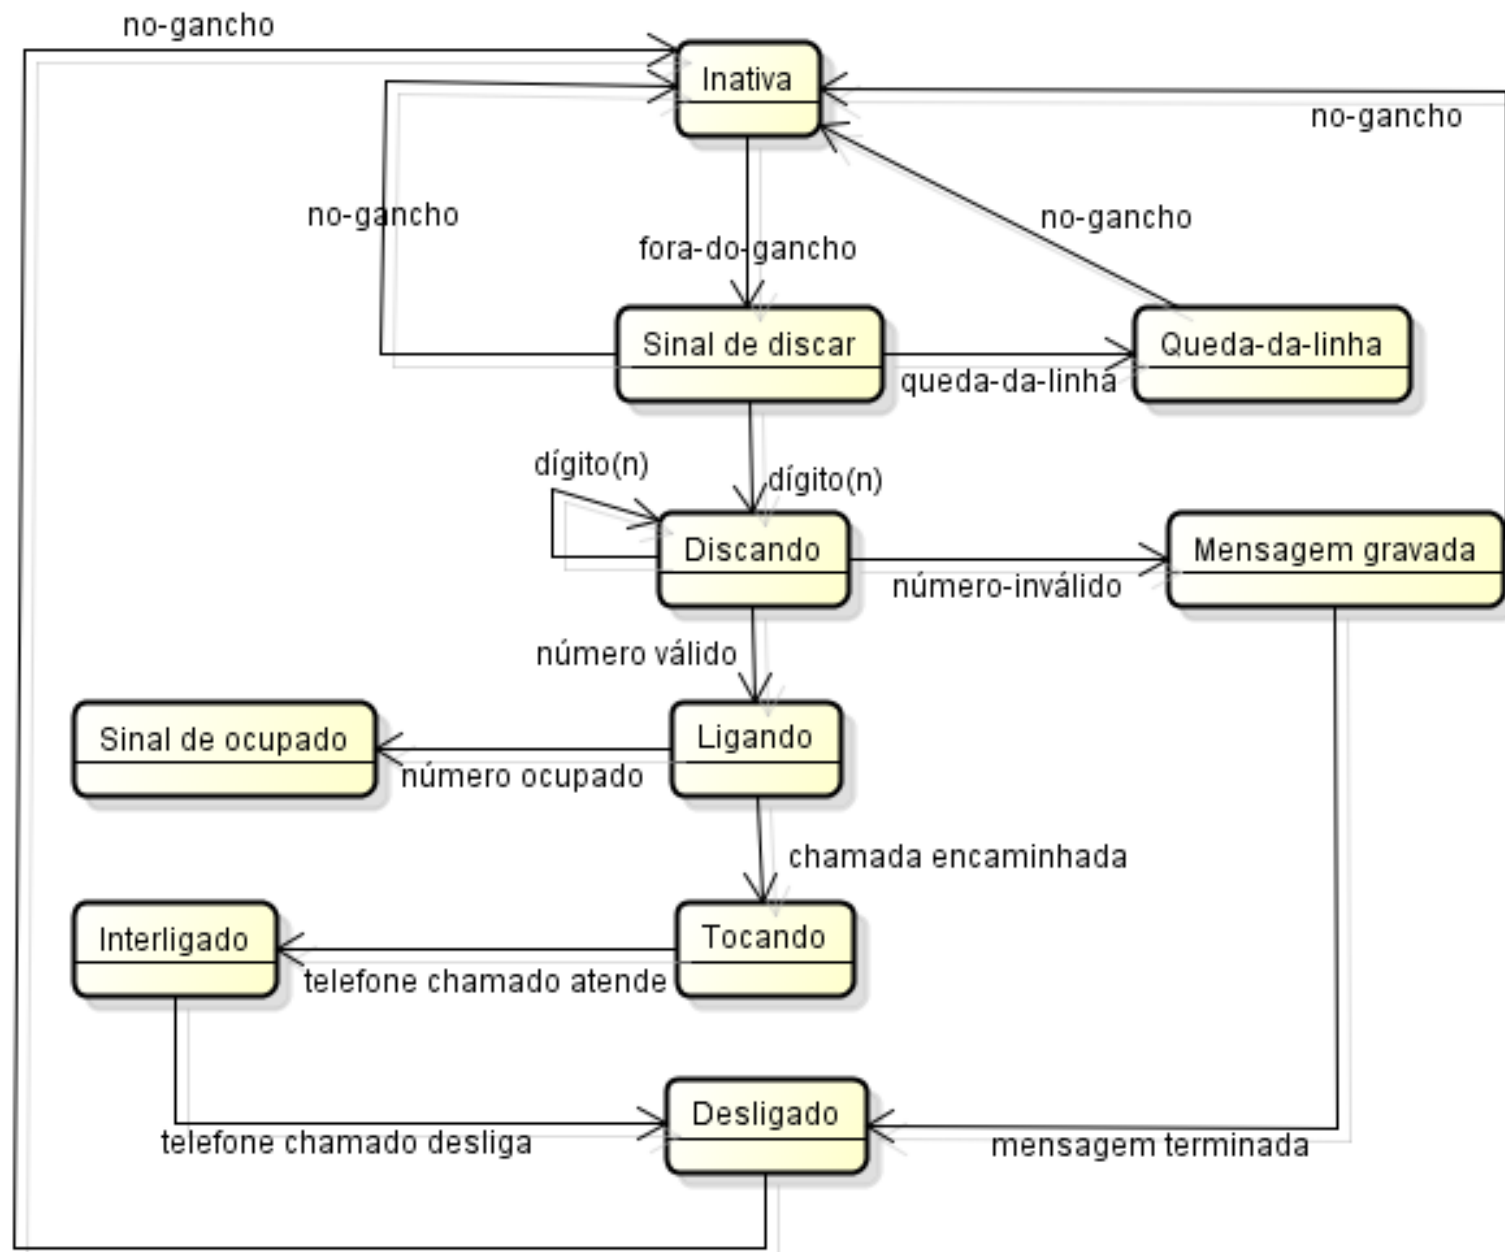 no-gancho
Inativa
no-gancho
no-gancho
no-gancho
fora-do-gancho
Sinal de discar
Queda-da-linha
queda-da-linha
dígito(n)
dígito(n)
Discando
Mensagem gravada
número-inválido
número válido
Sinal de ocupado
Ligando
número ocupado
chamada encaminhada
Interligado
Tocando
telefone chamado atende
Desligado
telefone chamado desliga
mensagem terminada